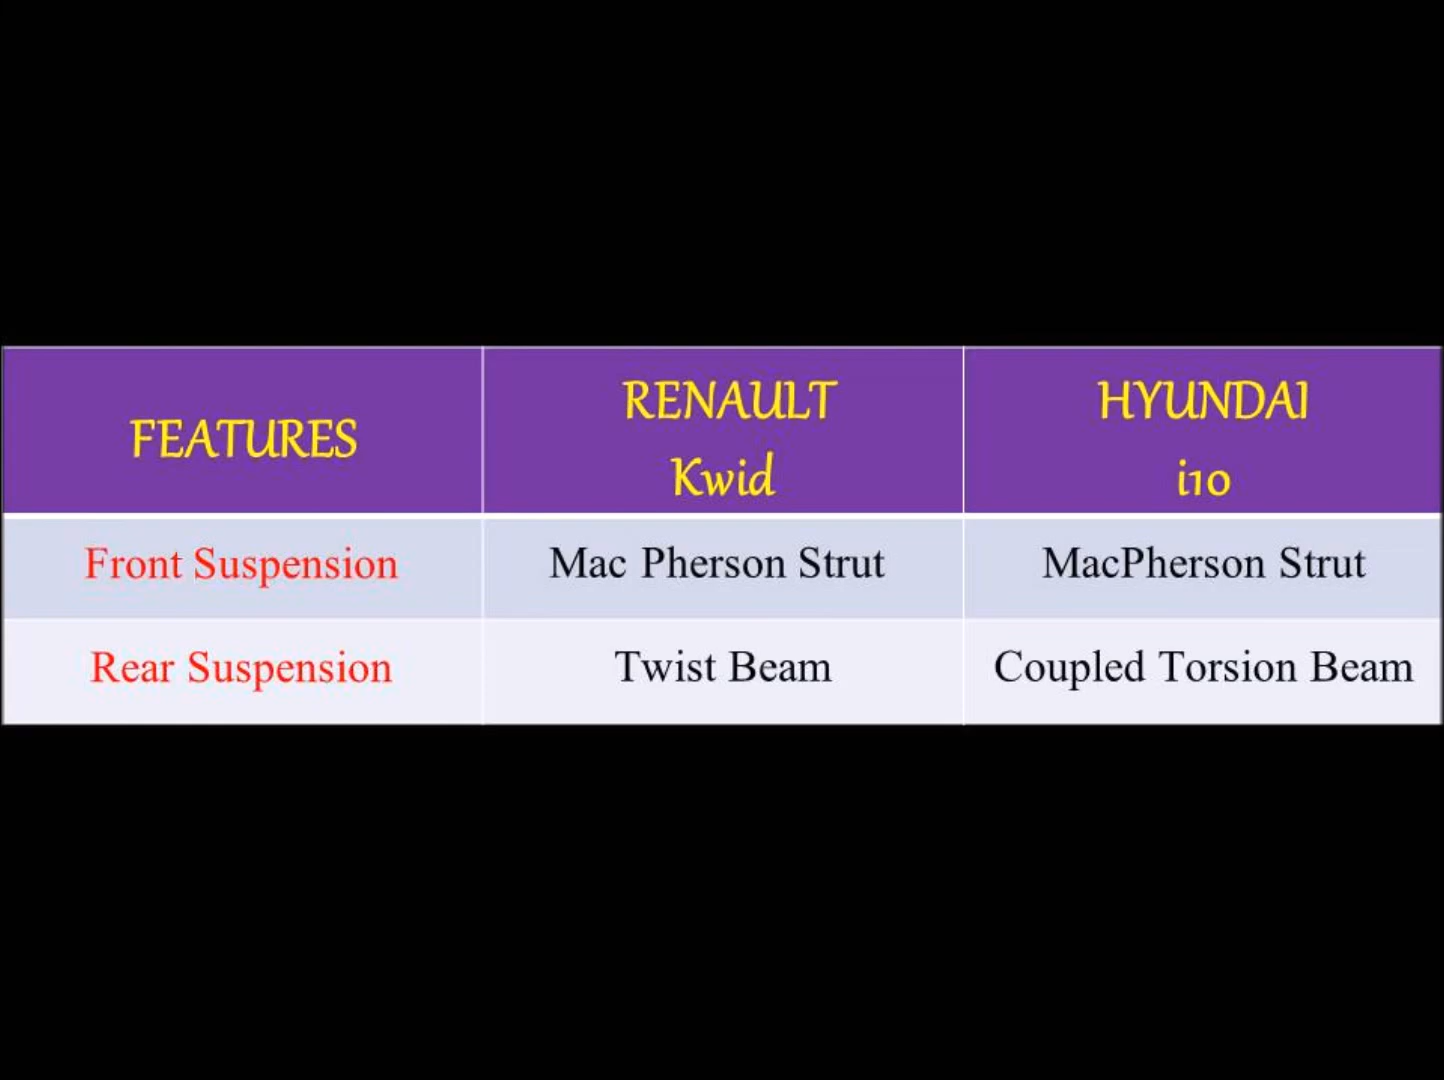 FEATURES
RENAULT
Kwid
HYUNDAI
i10
Front Suspension
Mac Pherson Strut
MacPherson Strut
Rear Suspension
Twist Beam
Coupled Torsion Beam